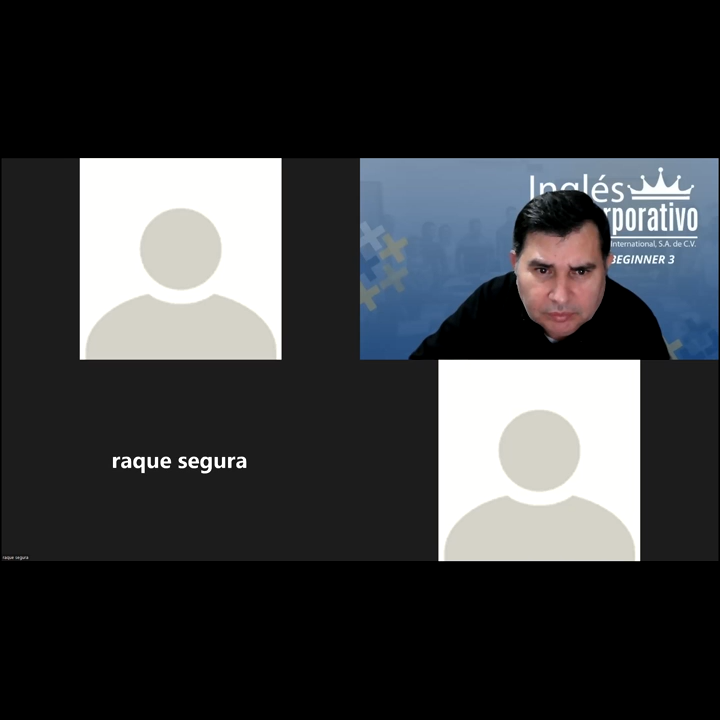 Inglés
rporativo
International, S.A. de C.V.
BEGINNER 3
raque segura
raque segura